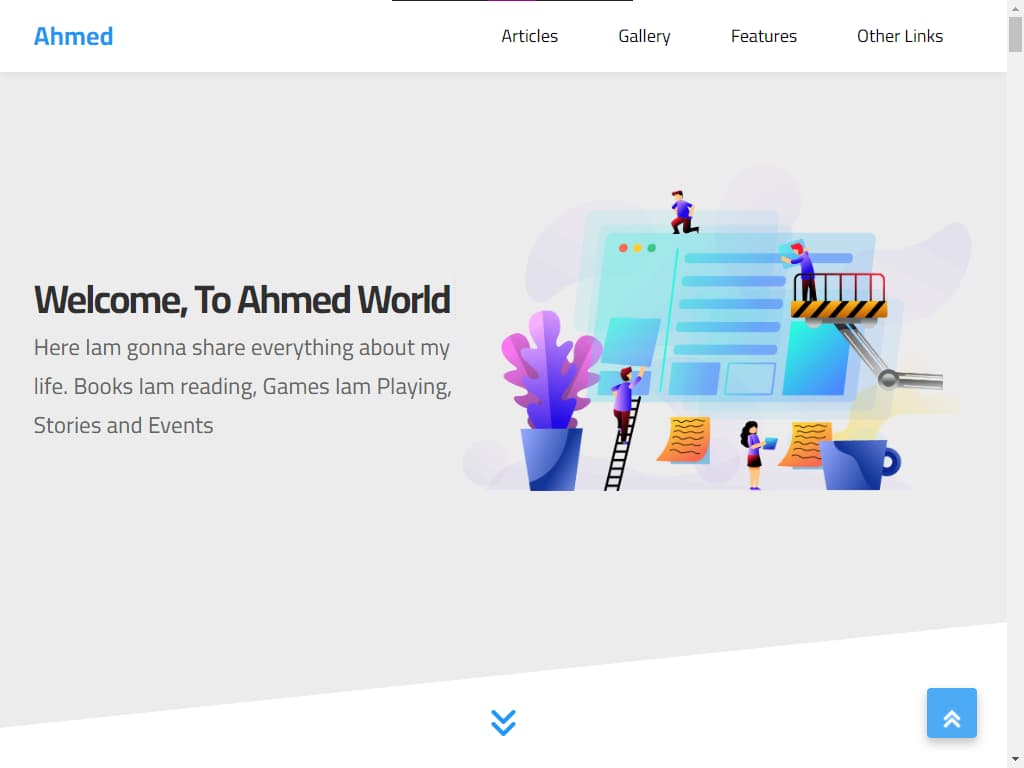 Ahmed
Articles
Gallery
Features
Other Links
Welcome, To Ahmed World
Here Iam gonna share everything about my
life. Books Iam reading, Games Iam Playing,
Stories and Events